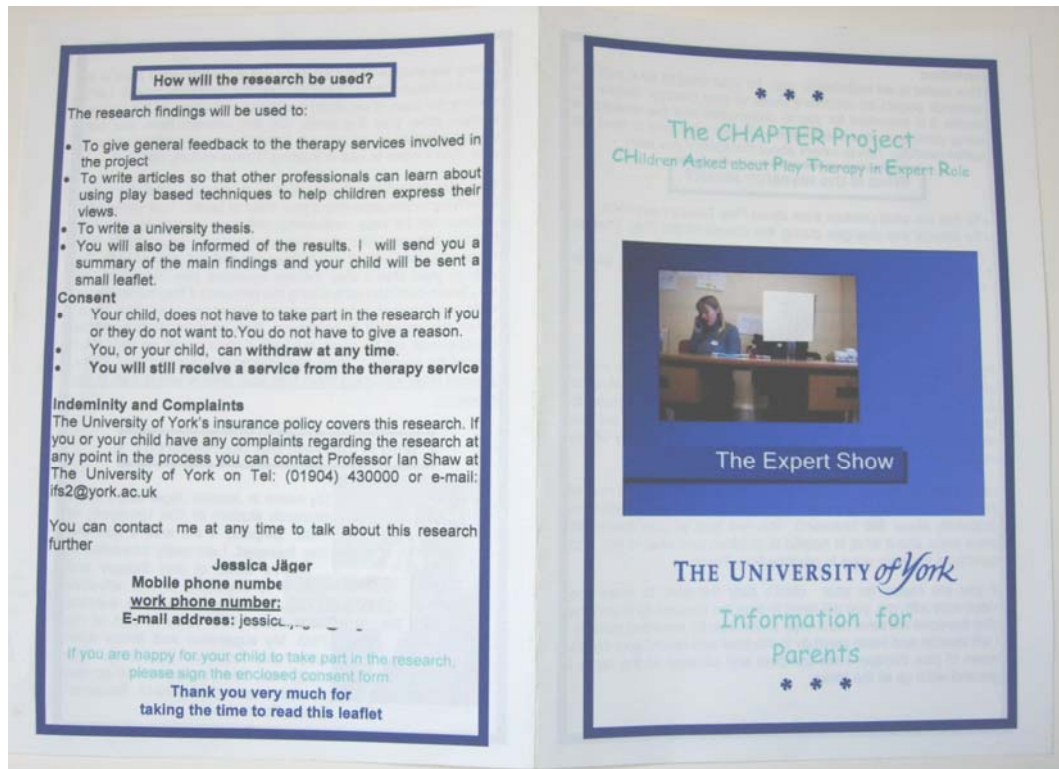 How will the research be used?
The research findings will be used to:
• To give general feedback to the therapy services involved in
the project
• To write articles so that other professionals can learn about
using play based techniques to help children express their
views.
• To write a university thesis.
• You will also be informed of the results. I will send you a
summary of the main findings and your child will be sent a
small leaflet.
Consent
• Your child, does not have to take part in the research if you
or they do not want to.You do not have to give a reason.
• You, or your child, can withdraw at any time.
• You will still receive a service from the therapy service
Indeminity and Complaints
The University of York's insurance policy covers this research. If
you or your child have any complaints regarding the research at
any point in the process you can contact Professor Ian Shaw at
The University of York on Tel: (01904) 430000 or e-mail:
ifs2@york.ac.uk
You can contact me at any time to talk about this research
further
Jessica Jäger
Mobile phone numbe
work phone number:
E-mail address: jessica
If you are happy for your child to take part in the research,
please sign the enclosed consent form.
Thank you very much for
taking the time to read this leaflet
* * *
The CHAPTER Project
CHildren Asked about Play Therapy in Expert Role
The Expert Show
THE UNIVERSITY of York
Information for
Parents
* * *